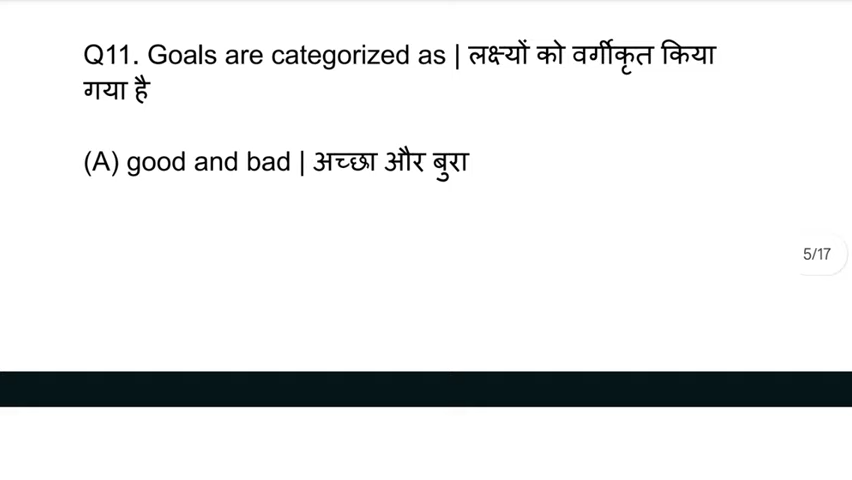 Q11. Goals are categorized as | लक्ष्यों को वर्गीकृत किया
गया है
(A) good and bad | अच्छा और बुरा
5/17